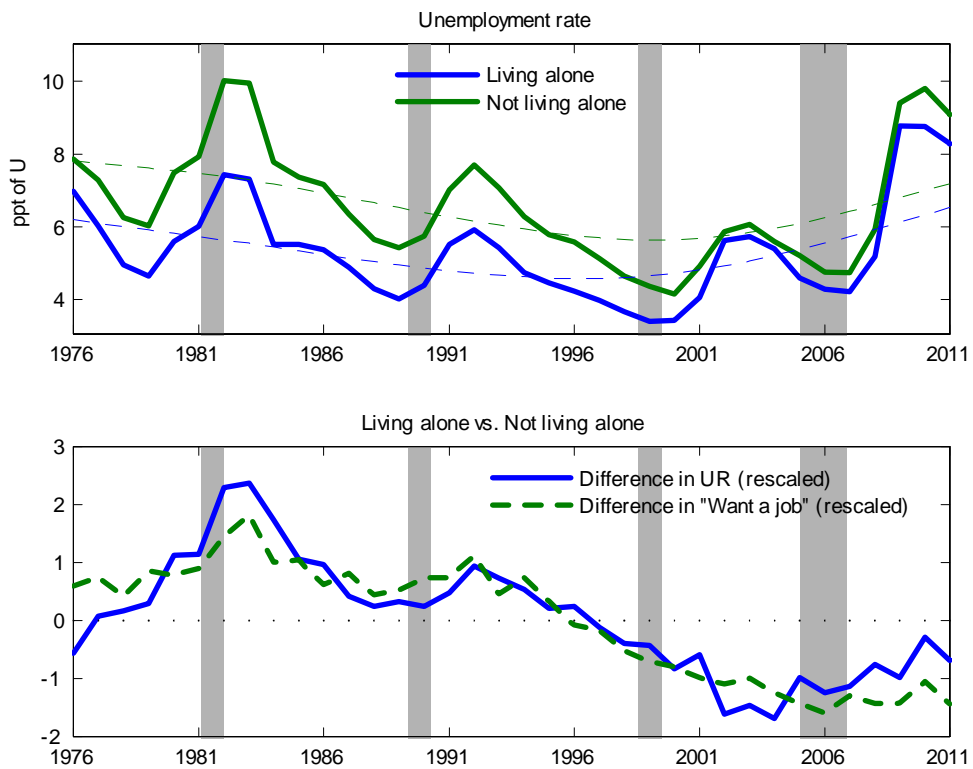 Unemployment rate
ppt of U
10
8
6
4
Living alone
Not living alone
1976 1981 1986 1991 1996 2001 2006 2011
Living alone vs. Not living alone
3
2
1
0
-1
-2
Difference in UR (rescaled)
Difference in "Want a job" (rescaled)
1976 1981 1986 1991 1996 2001 2006 2011